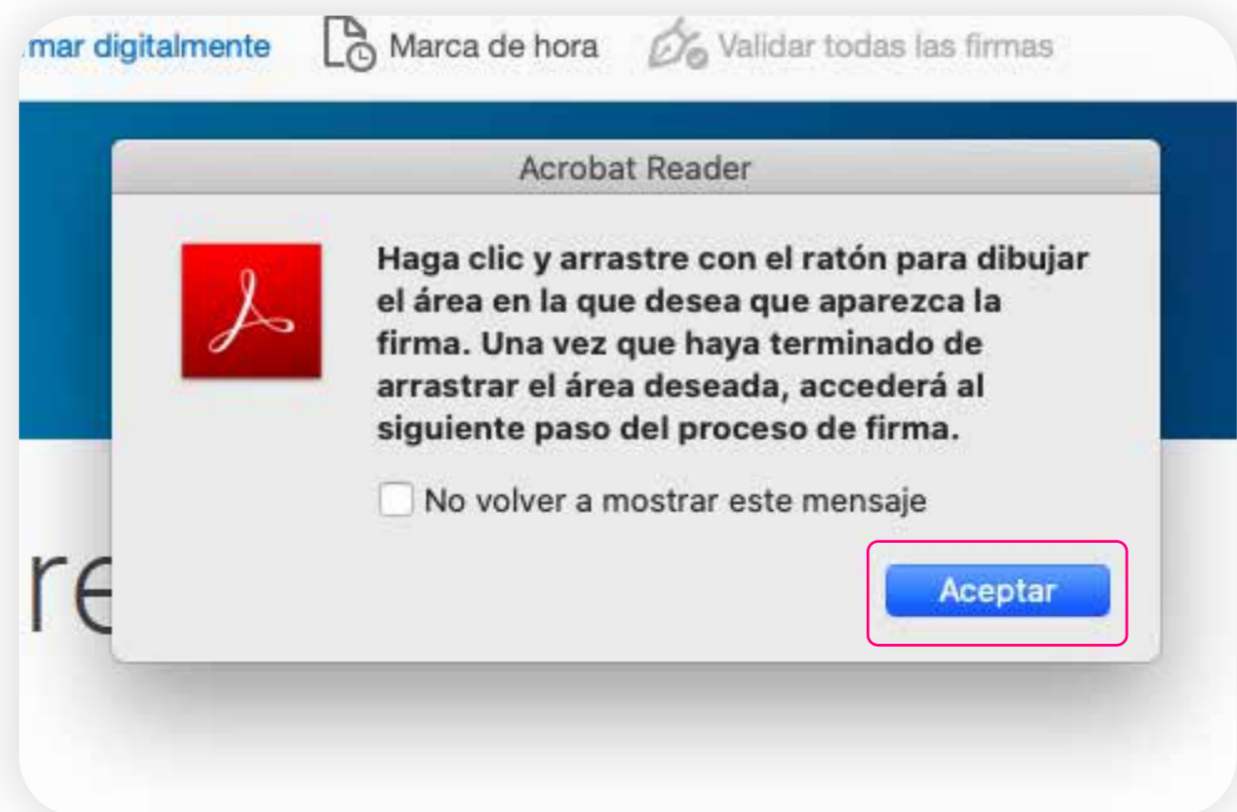 mar digitalmente Marca de hora Validar todas las firmas
Acrobat Reader
Haga clic y arrastre con el ratón para dibujar
el área en la que desea que aparezca la
firma. Una vez que haya terminado de
arrastrar el área deseada, accederá al
siguiente paso del proceso de firma.
No volver a mostrar este mensaje
re
Aceptar